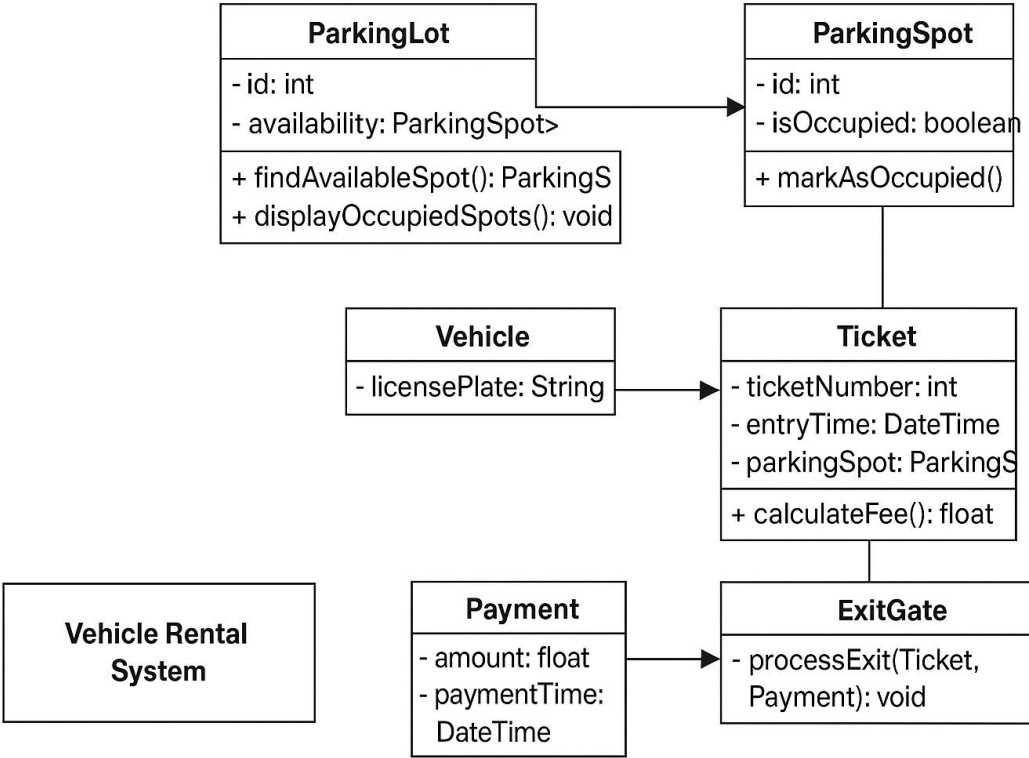 ParkingLot
- id: int
- availability: ParkingSpot>
+ findAvailableSpot(): ParkingS
+ displayOccupiedSpots(): void
ParkingSpot
- id: int
- isOccupied: boolean
+ markAsOccupied()
Vehicle
- licensePlate: String
Ticket
- ticketNumber: int
- entryTime: DateTime
- parkingSpot: ParkingS
+ calculateFee(): float
Vehicle Rental
System
Payment
- amount: float
- paymentTime:
DateTime
ExitGate
- processExit(Ticket,
Payment): void